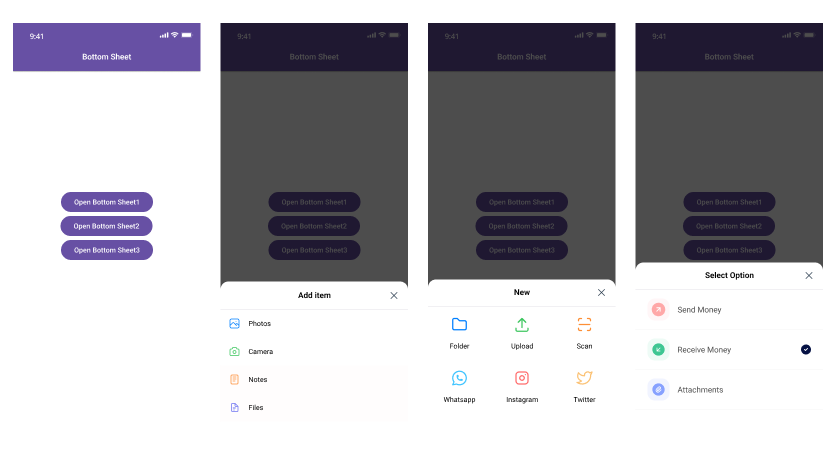 9:41
Bottom Sheet
Open Bottom Sheet1
Open Bottom Sheet2
Open Bottom Sheet3
9:41
Bottom Sheet
Open Bottom Sheet1
Open Bottom Sheet2
Open Bottom Sheet3
Add item
Photos
Camera
Notes
Files
9:41
Bottom Sheet
Open Bottom Sheet1
Open Bottom Sheet2
Open Bottom Sheet3
New
Folder
Upload
Scan
Whatsapp
Instagram
Twitter
9:41
Bottom Sheet
Open Bottom Sheet1
Open Bottom Sheet2
Open Bottom Sheet3
Select Option
Send Money
Receive Money
Attachments